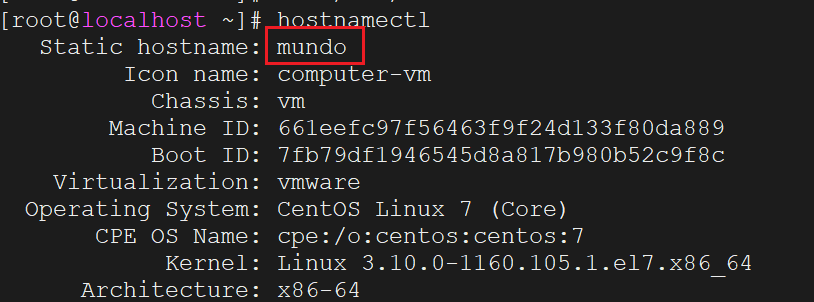 [root@localhost ~]# hostnamectl
Static hostname: mundo
Icon name: computer-vm
Chassis: vm
Machine ID: 661eefc97f56463f9f24d133f80da889
Boot ID: 7fb79df1946545d8a817b980b52c9f8c
Virtualization: vmware
Operating System: CentOS Linux 7 (Core)
CPE OS Name: cpe:/o:centos:centos:7
Kernel: Linux 3.10.0-1160.105.1.el7.x86_64
Architecture: x86-64